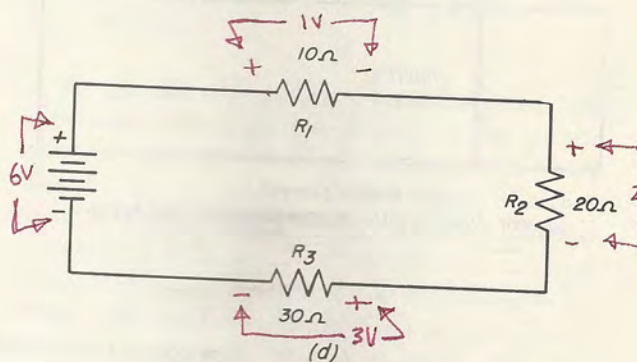 1V
+ 10Ω -
R1
6V
+
-
+
R2 20Ω
-
R3
- 30Ω +
3V
(d)